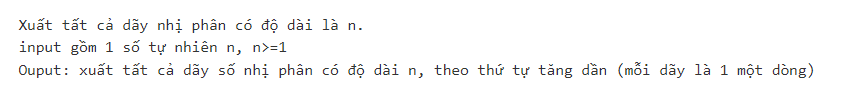 Xuất tất cả dãy nhị phân có độ dài là n.
input gồm 1 số tự nhiên n, n>=1
Ouput: xuất tất cả dãy số nhị phân có độ dài n, theo thứ tự tăng dần (mỗi dãy là 1 một dòng)